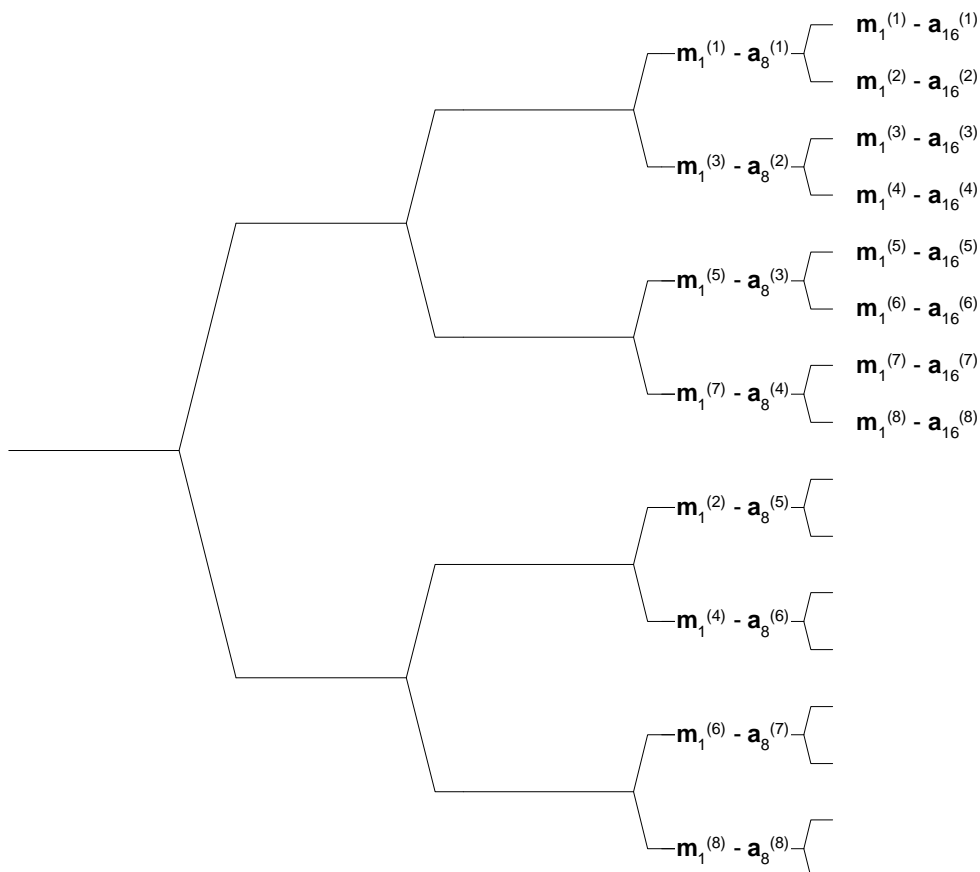 m₁⁽¹⁾ - a₁₆⁽¹⁾
m₁⁽¹⁾ - a₈⁽¹⁾
m₁⁽²⁾ - a₁₆⁽²⁾
m₁⁽³⁾ - a₁₆⁽³⁾
m₁⁽³⁾ - a₈⁽²⁾
m₁⁽⁴⁾ - a₁₆⁽⁴⁾
m₁⁽⁵⁾ - a₁₆⁽⁵⁾
m₁⁽⁵⁾ - a₈⁽³⁾
m₁⁽⁶⁾ - a₁₆⁽⁶⁾
m₁⁽⁷⁾ - a₁₆⁽⁷⁾
m₁⁽⁷⁾ - a₈⁽⁴⁾
m₁⁽⁸⁾ - a₁₆⁽⁸⁾
m₁⁽²⁾ - a₈⁽⁵⁾
m₁⁽⁴⁾ - a₈⁽⁶⁾
m₁⁽⁶⁾ - a₈⁽⁷⁾
m₁⁽⁸⁾ - a₈⁽⁸⁾